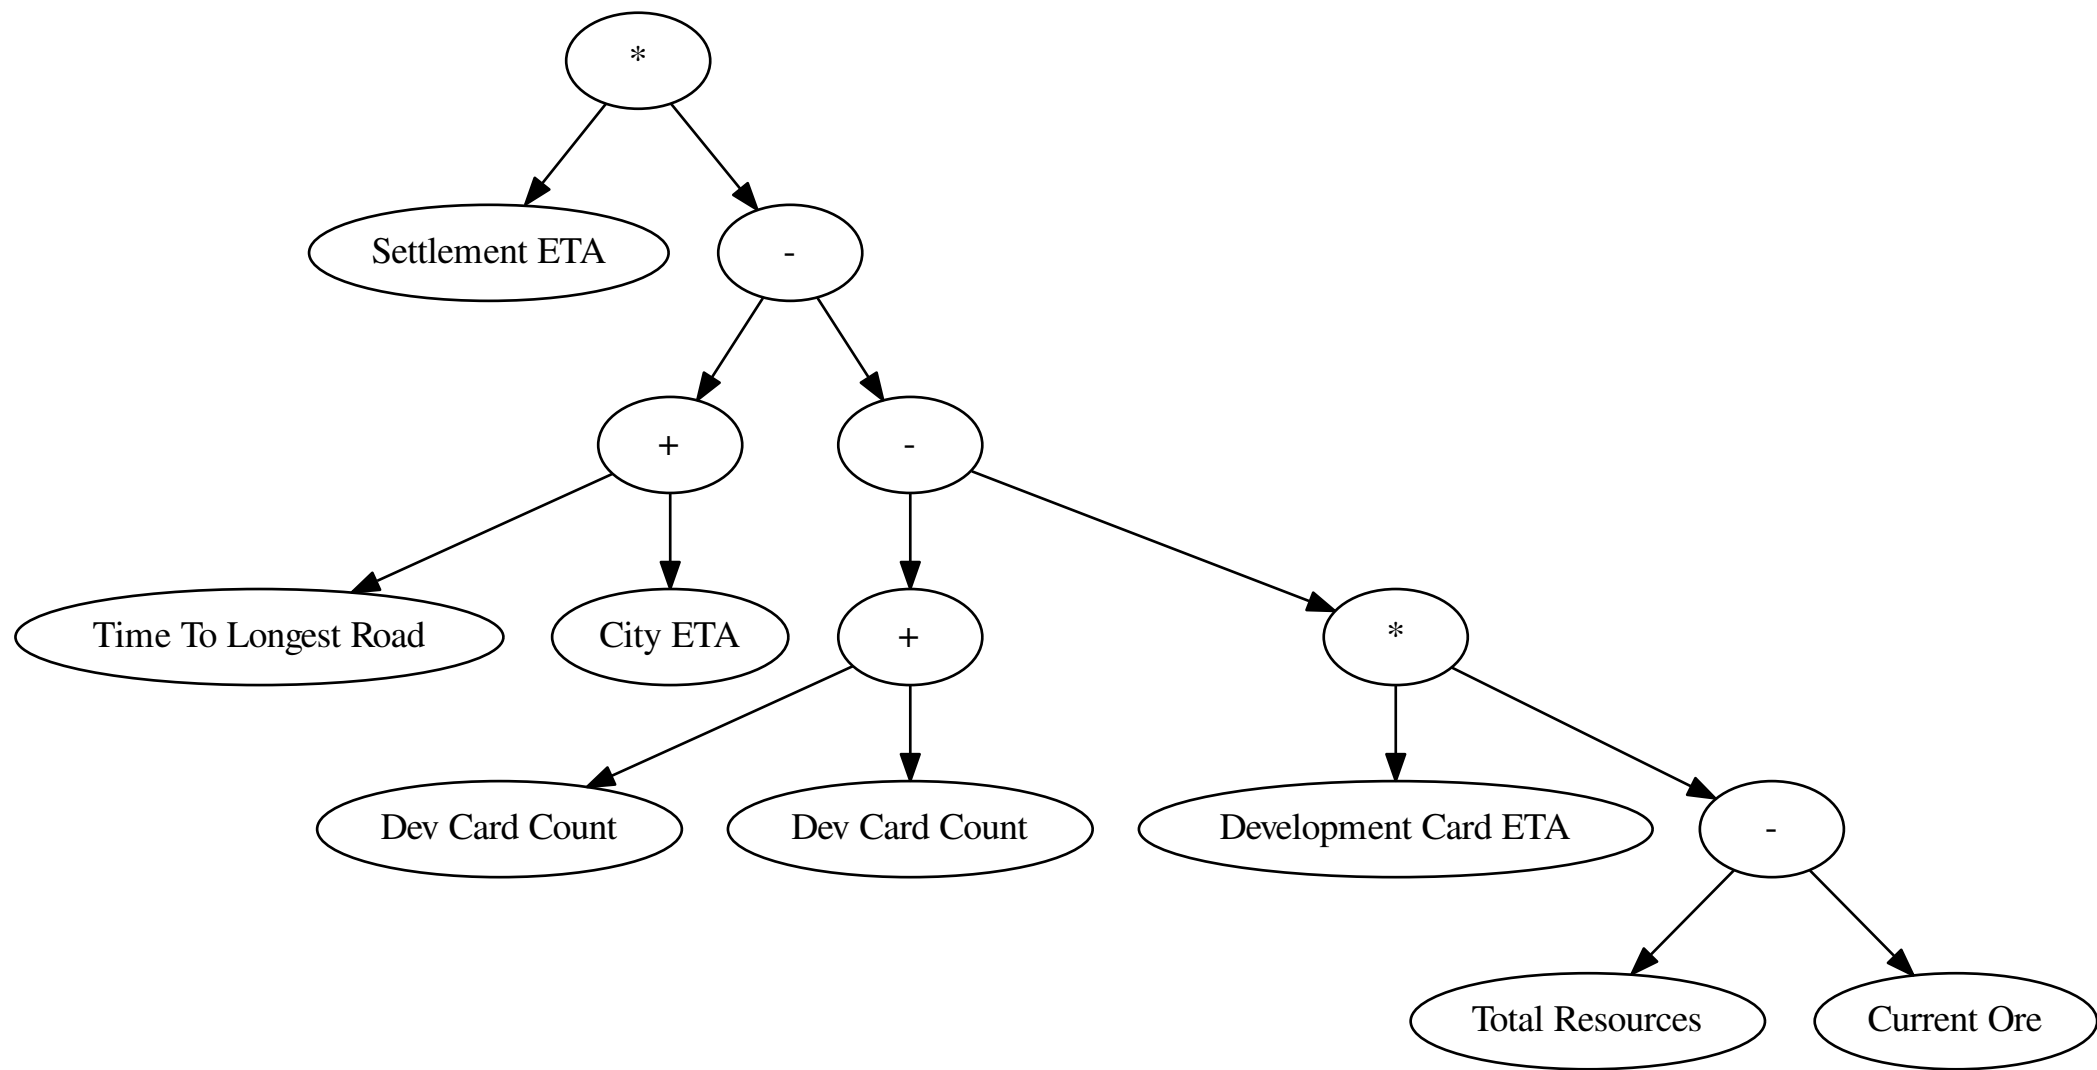 *
Settlement ETA
-
+
-
Time To Longest Road
City ETA
+
*
Dev Card Count
Dev Card Count
Development Card ETA
-
Total Resources
Current Ore